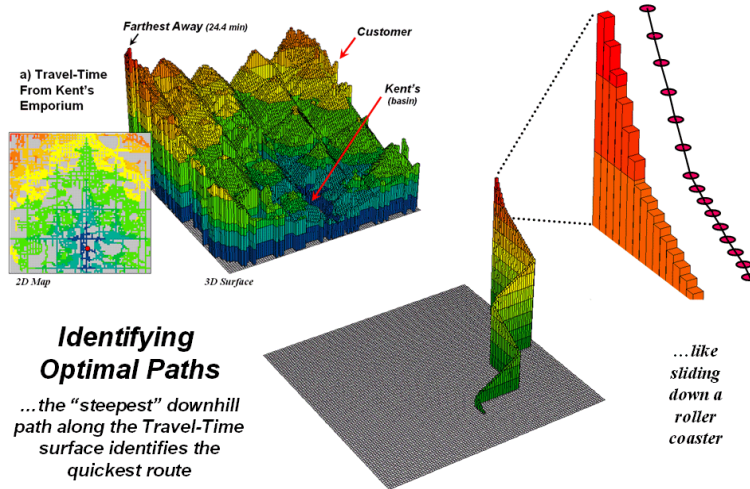 Farthest Away (24.4 min)
Customer
a) Travel-Time
From Kent's
Emporium
Kent's
(basin)
2D Map
3D Surface
Identifying
Optimal Paths
…the “steepest” downhill
path along the Travel-Time
surface identifies the
quickest route
…like
sliding
down a
roller
coaster